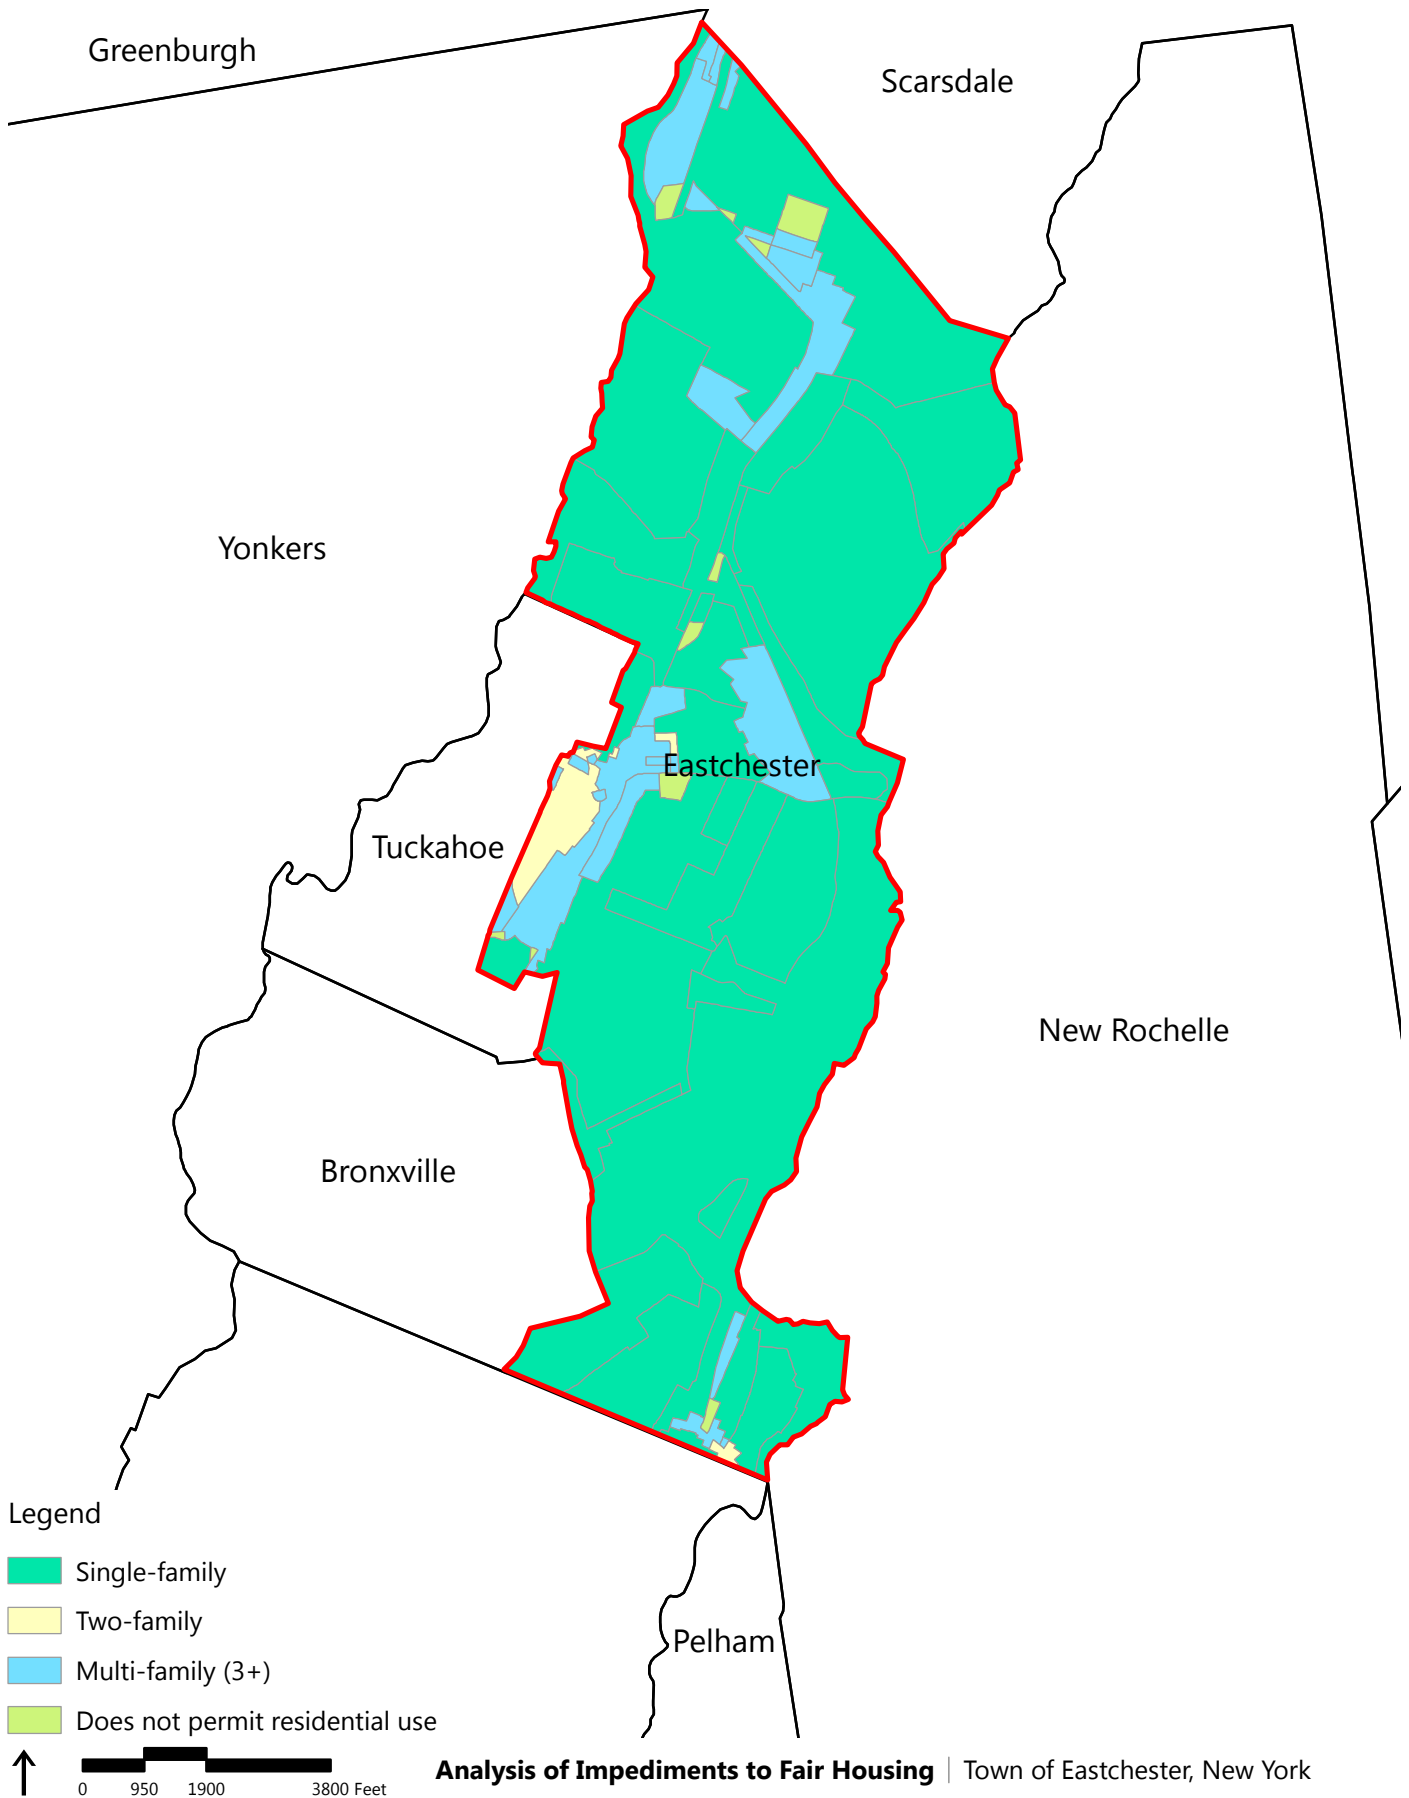 Greenburgh
Scarsdale
Yonkers
Eastchester
Tuckahoe
New Rochelle
Bronxville
Legend
Single-family
Two-family
Multi-family (3+)
Does not permit residential use
Pelham
0 950 1900 3800 Feet
Analysis of Impediments to Fair Housing | Town of Eastchester, New York